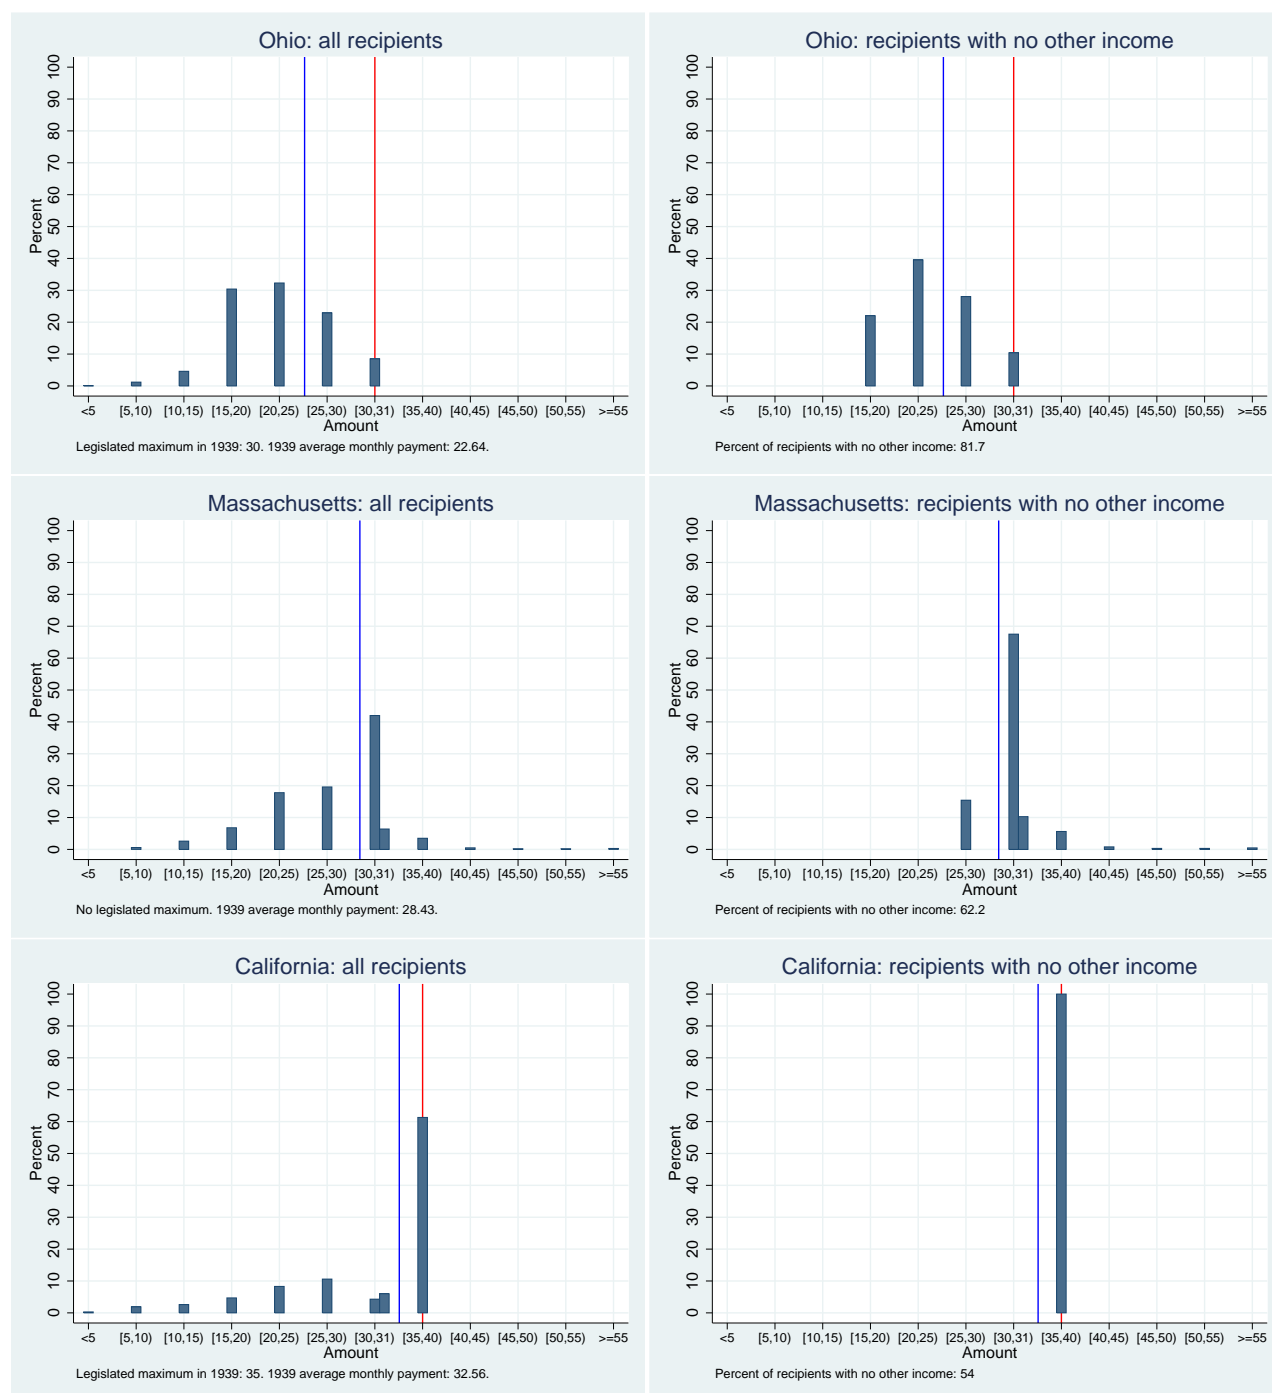 Ohio: all recipients
Percent
100
90
80
70
60
50
40
30
20
10
0
<5 [5,10) [10,15) [15,20) [20,25) [25,30) [30,31) [35,40) [40,45) [45,50) [50,55) >=55
Amount
Legislated maximum in 1939: 30. 1939 average monthly payment: 22.64.
Ohio: recipients with no other income
Percent
100
90
80
70
60
50
40
30
20
10
0
<5 [5,10) [10,15) [15,20) [20,25) [25,30) [30,31) [35,40) [40,45) [45,50) [50,55) >=55
Amount
Percent of recipients with no other income: 81.7
Massachusetts: all recipients
Percent
100
90
80
70
60
50
40
30
20
10
0
<5 [5,10) [10,15) [15,20) [20,25) [25,30) [30,31) [35,40) [40,45) [45,50) [50,55) >=55
Amount
No legislated maximum. 1939 average monthly payment: 28.43.
Massachusetts: recipients with no other income
Percent
100
90
80
70
60
50
40
30
20
10
0
<5 [5,10) [10,15) [15,20) [20,25) [25,30) [30,31) [35,40) [40,45) [45,50) [50,55) >=55
Amount
Percent of recipients with no other income: 62.2
California: all recipients
Percent
100
90
80
70
60
50
40
30
20
10
0
<5 [5,10) [10,15) [15,20) [20,25) [25,30) [30,31) [35,40) [40,45) [45,50) [50,55) >=55
Amount
Legislated maximum in 1939: 35. 1939 average monthly payment: 32.56.
California: recipients with no other income
Percent
100
90
80
70
60
50
40
30
20
10
0
<5 [5,10) [10,15) [15,20) [20,25) [25,30) [30,31) [35,40) [40,45) [45,50) [50,55) >=55
Amount
Percent of recipients with no other income: 54